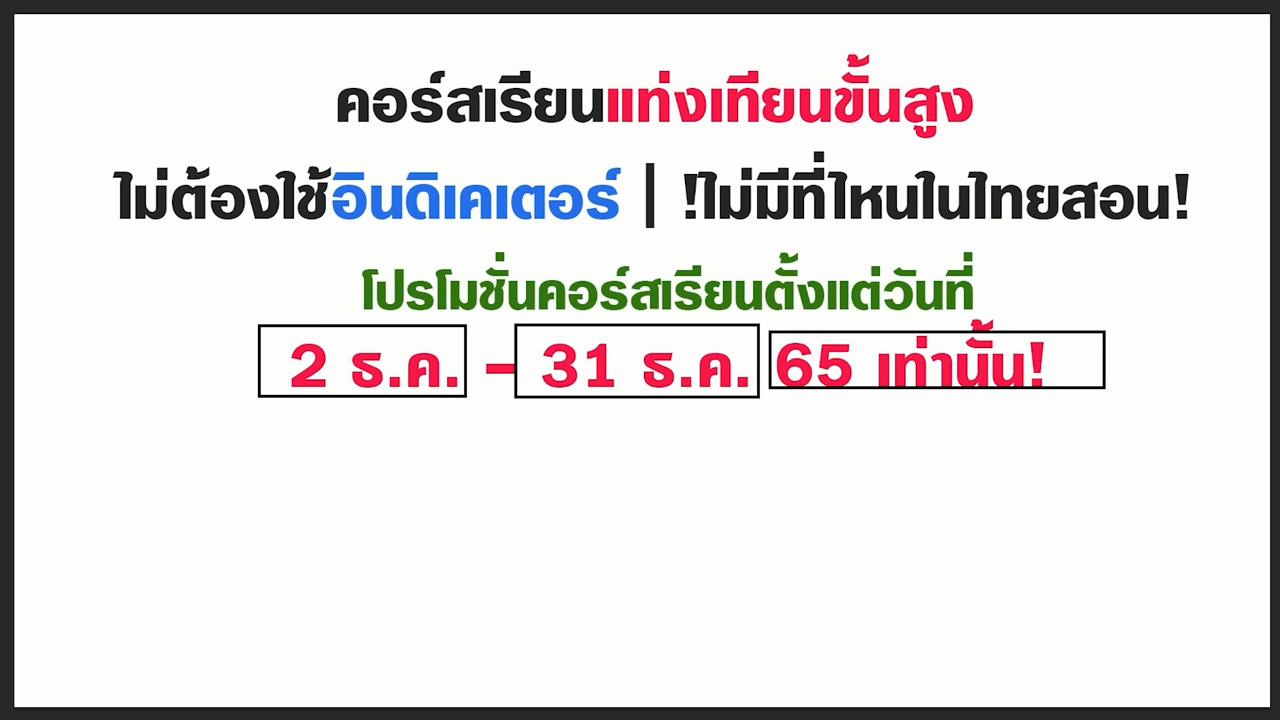 คอร์สเรียนแท่งเทียนขั้นสูง
ไม่ต้องใช้อินดิเคเตอร์ | !ไม่มีที่ไหนในไทยสอน!
โปรโมชั่นคอร์สเรียนตั้งแต่วันที่
2 ธ.ค. – 31 ธ.ค. 65 เท่านั้น!